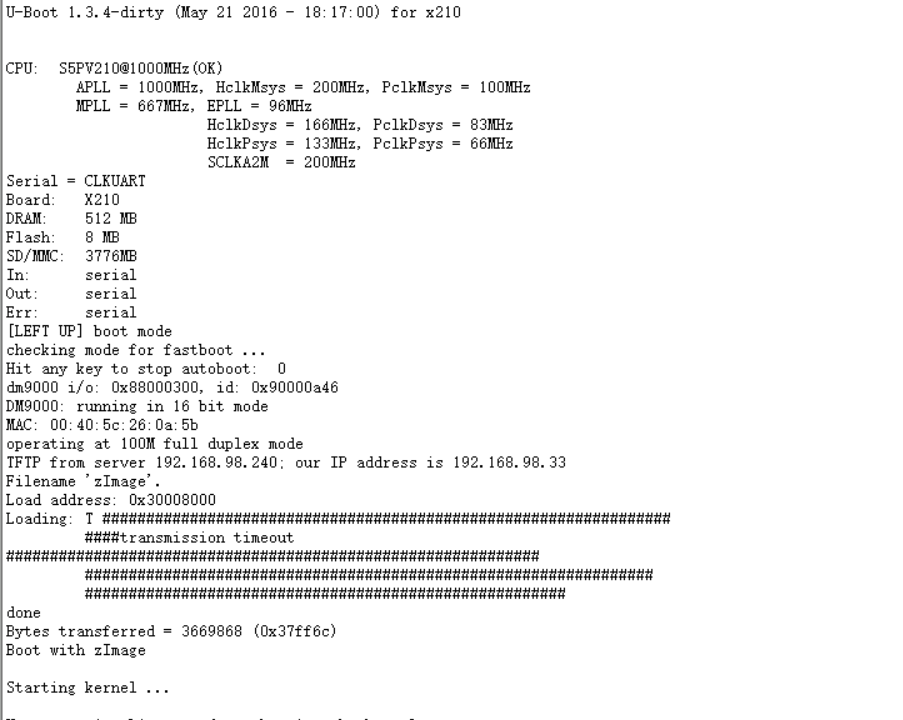 U-Boot 1.3.4-dirty (May 21 2016 - 18:17:00) for x210
CPU: S5PV210@1000MHz(OK)
APLL = 1000MHz, HclkMsys = 200MHz, PclkMsys = 100MHz
MPLL = 667MHz, EPLL = 96MHz
HclkDsys = 166MHz, PclkDsys = 83MHz
HclkPsys = 133MHz, PclkPsys = 66MHz
SCLKA2M = 200MHz
Serial = CLKUART
Board: X210
DRAM: 512 MB
Flash: 8 MB
SD/MMC: 3776MB
In: serial
Out: serial
Err: serial
[LEFT UP] boot mode
checking mode for fastboot ...
Hit any key to stop autoboot: 0
dm9000 i/o: 0x88000300, id: 0x90000a46
DM9000: running in 16 bit mode
MAC: 00:40:5c:26:0a:5b
operating at 100M full duplex mode
TFTP from server 192.168.98.240; our IP address is 192.168.98.33
Filename 'zImage'.
Load address: 0x30008000
Loading: T #################################################################
####transmission timeout
#############################################################
#################################################################
#######################################################
done
Bytes transferred = 3669868 (0x37ff6c)
Boot with zImage
Starting kernel ...